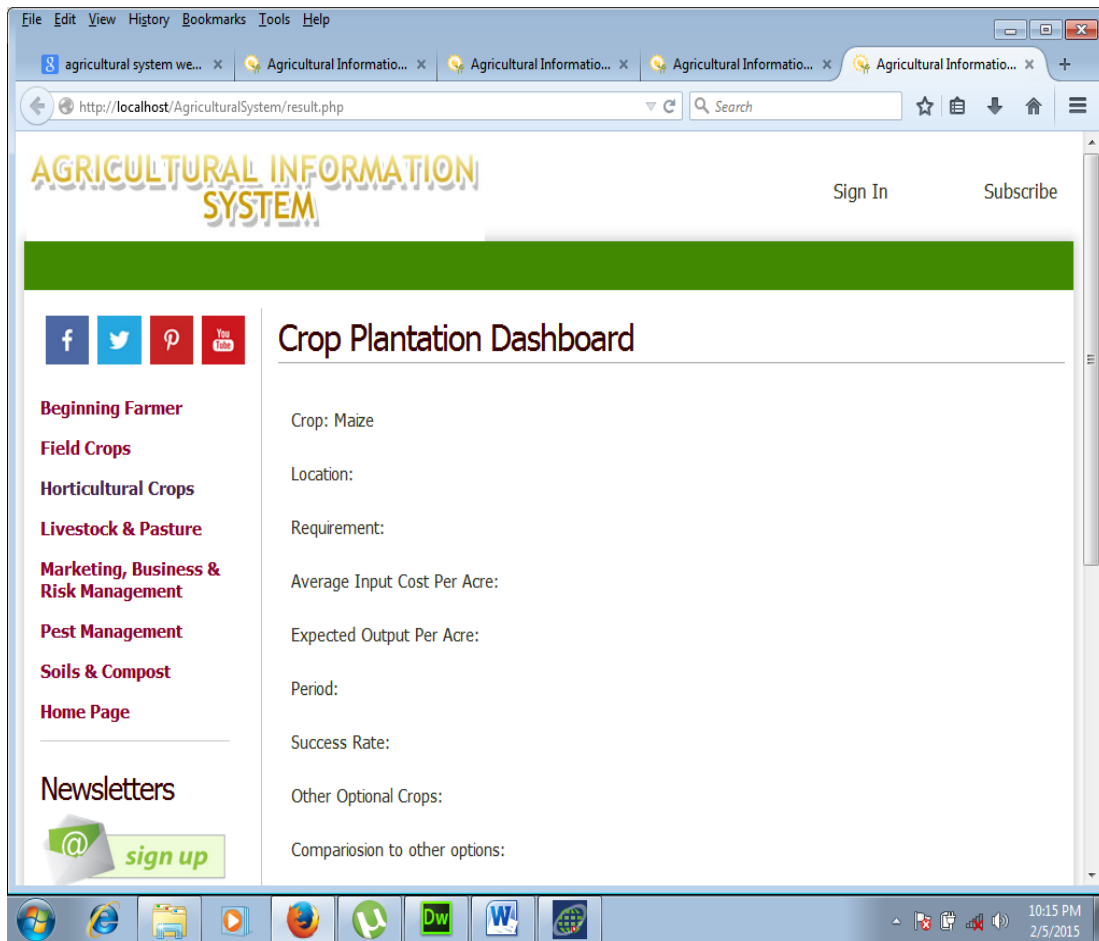 File Edit View History Bookmarks Tools Help
agricultural system we... × Agricultural Informatio... × Agricultural Informatio... × Agricultural Informatio... × Agricultural Informatio... × +
http://localhost/AgriculturalSystem/result.php Search
AGRICULTURAL INFORMATION
SYSTEM
Sign In Subscribe
f You Tube
Crop Plantation Dashboard
Beginning Farmer
Field Crops
Horticultural Crops
Livestock & Pasture
Marketing, Business &
Risk Management
Pest Management
Soils & Compost
Home Page
Newsletters
@ sign up
Crop: Maize
Location:
Requirement:
Average Input Cost Per Acre:
Expected Output Per Acre:
Period:
Success Rate:
Other Optional Crops:
Compariosion to other options:
Dw W
10:15 PM
2/5/2015